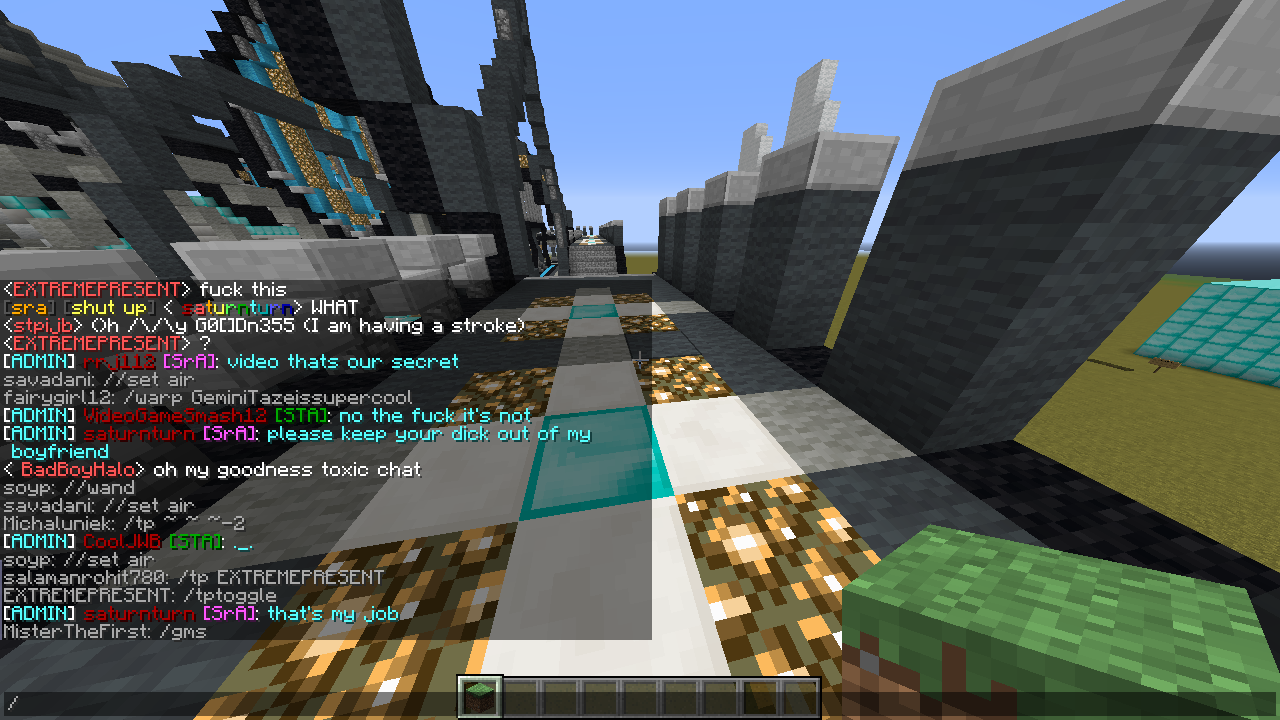 <EXTREMEPRESENT> fuck this
[sra] [shut up] < saturnturn> WHAT
<stpijb> ()h /\/\y G0[]Dn355 (I am having a stroke)
<EXTREMEPRESENT> ?
[ADMIN] rrvj112 [SrA]: video thats our secret
savadani: //set air
fairygirl12: /warp GeminiTazeissupercool
[ADMIN] VideoGameSmash12 [STA]: no the fuck it's not
[ADMIN] saturnturn [SrA]: please keep your dick out of my
boyfriend
< BadBoyHalo> oh my goodness toxic chat
soyp: //wand
savadani: //set air
Michaluniek: /tp ~ ~ ~-2
[ADMIN] CoolJWB [STA]: ._.
soyp: //set air
salamanrohit780: /tp EXTREMEPRESENT
EXTREMEPRESENT: /tptoggle
[ADMIN] saturnturn [SrA]: that's my job
MisterTheFirst: /gms
/